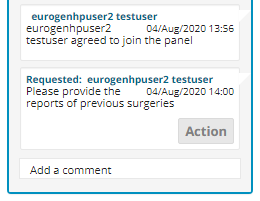 eurogenhpuser2 testuser
eurogenhpuser2 04/Aug/2020 13:56
testuser agreed to join the panel
Requested: eurogenhpuser2 testuser
Please provide the 04/Aug/2020 14:00
reports of previous surgeries
Action
Add a comment